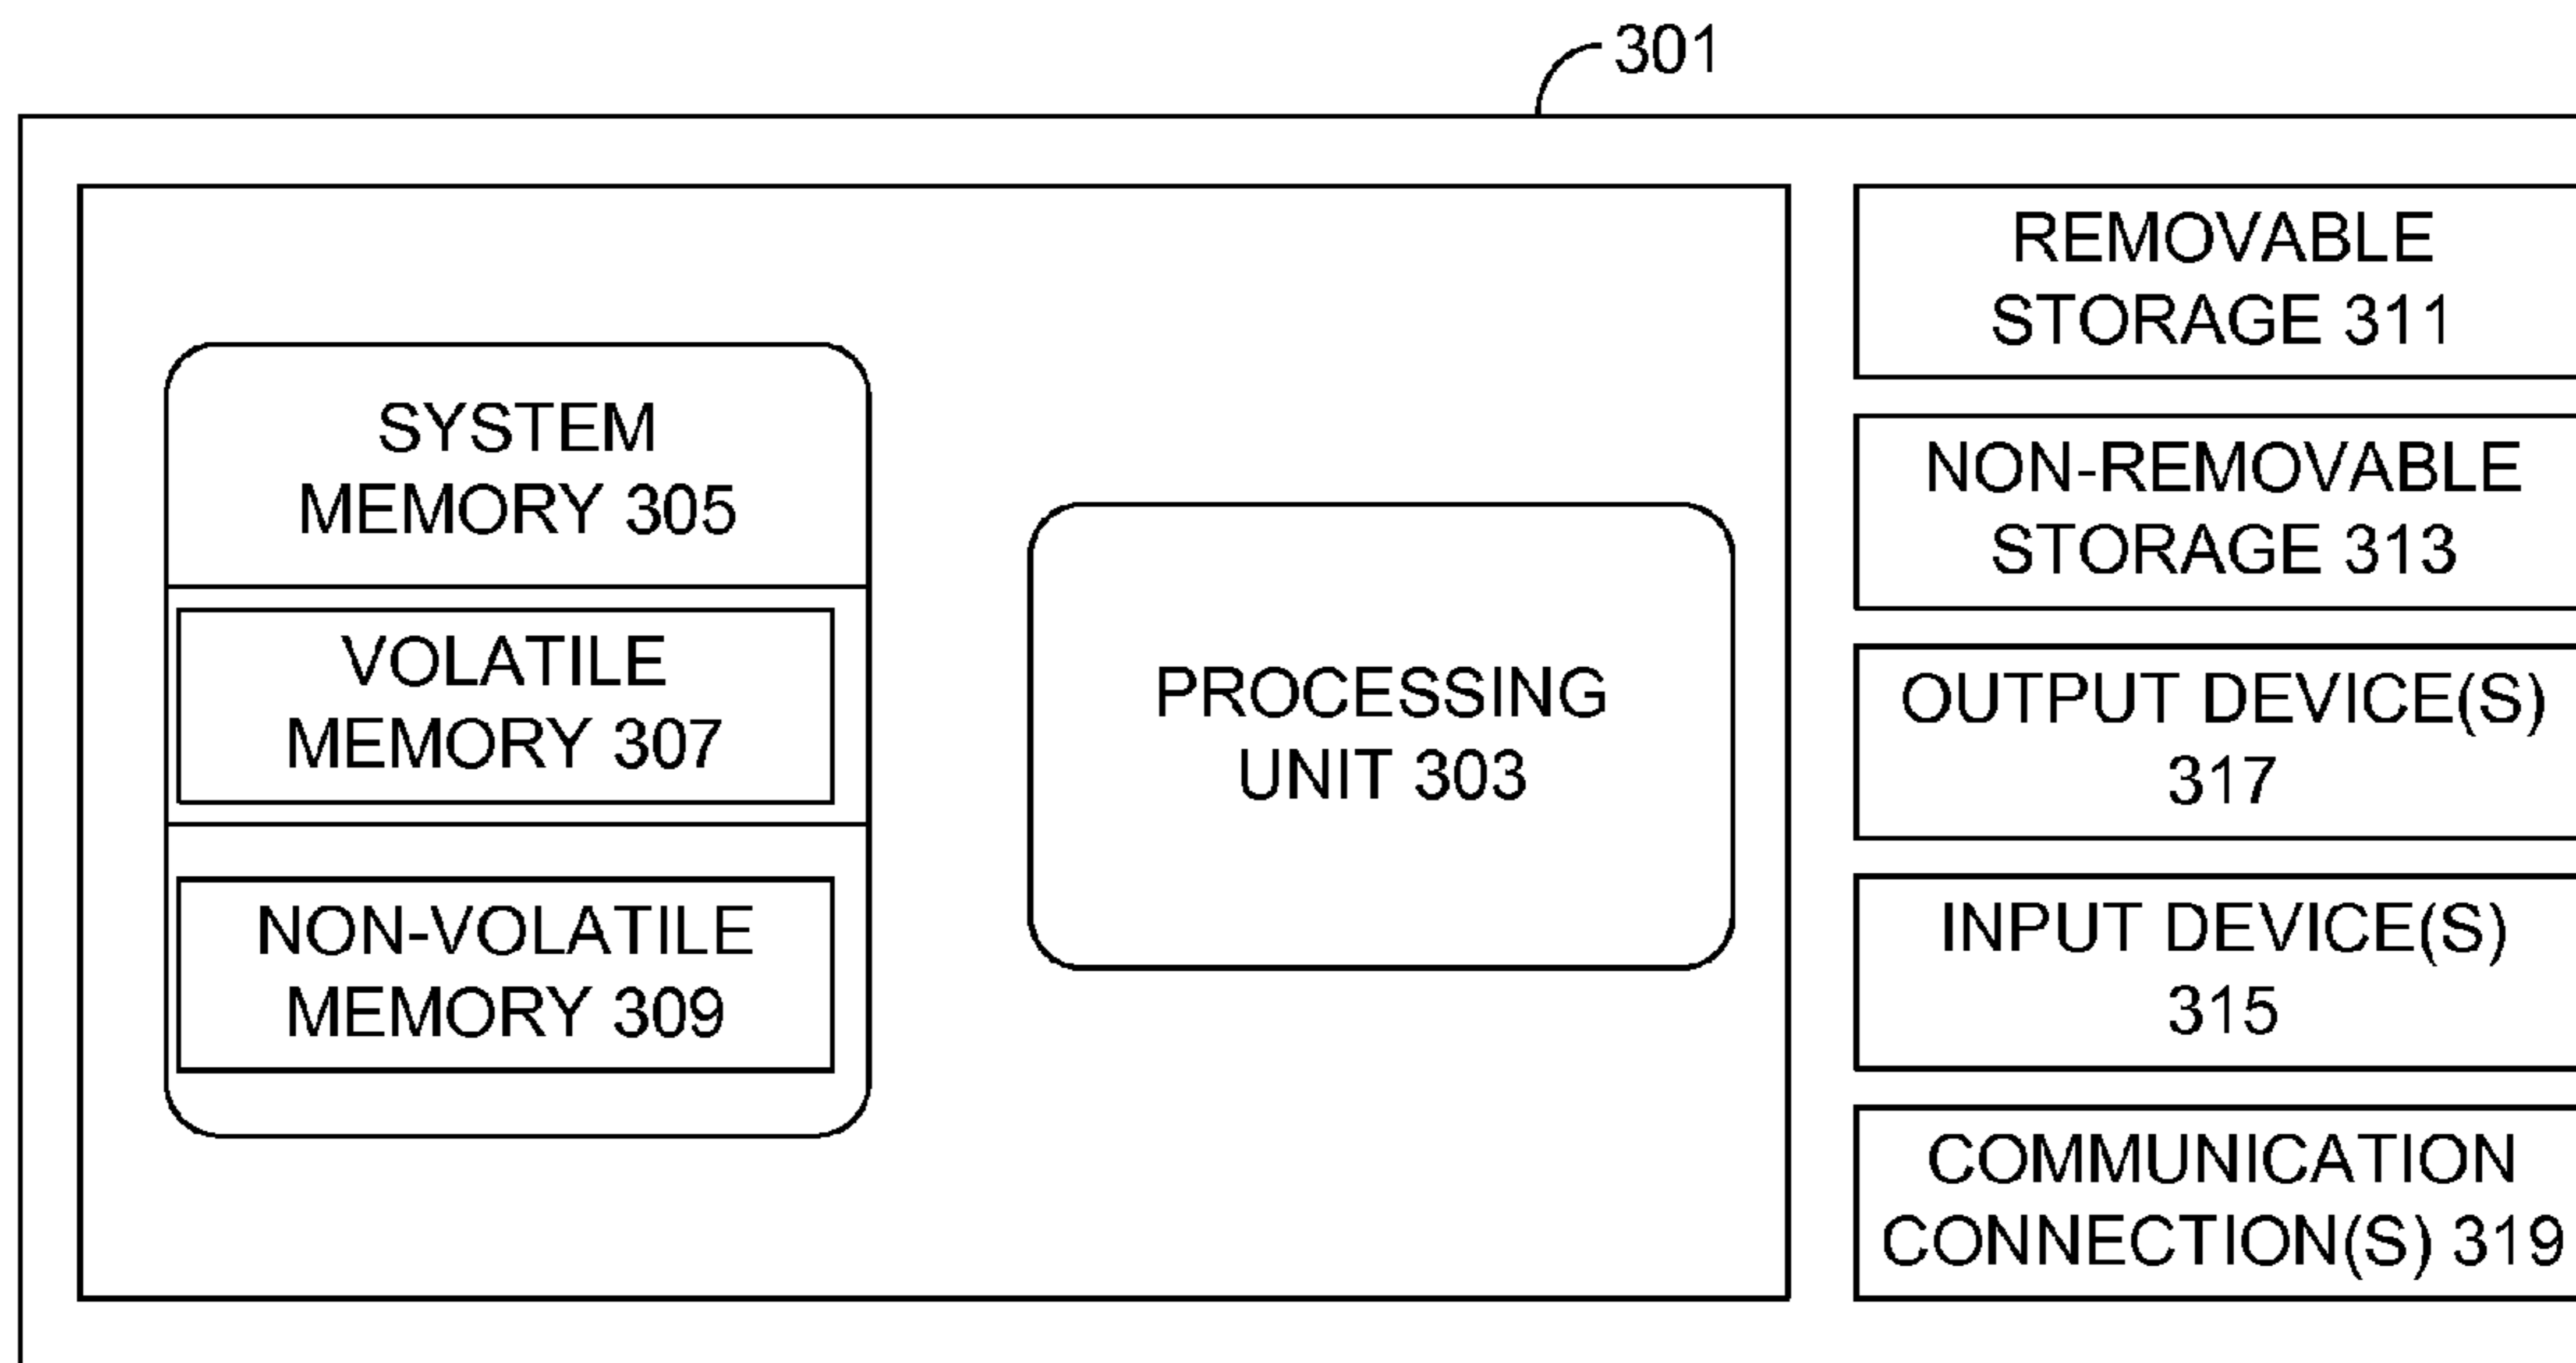 301
SYSTEM
MEMORY 305
VOLATILE
MEMORY 307
NON-VOLATILE
MEMORY 309
PROCESSING
UNIT 303
REMOVABLE
STORAGE 311
NON-REMOVABLE
STORAGE 313
OUTPUT DEVICE(S)
317
INPUT DEVICE(S)
315
COMMUNICATION
CONNECTION(S) 319